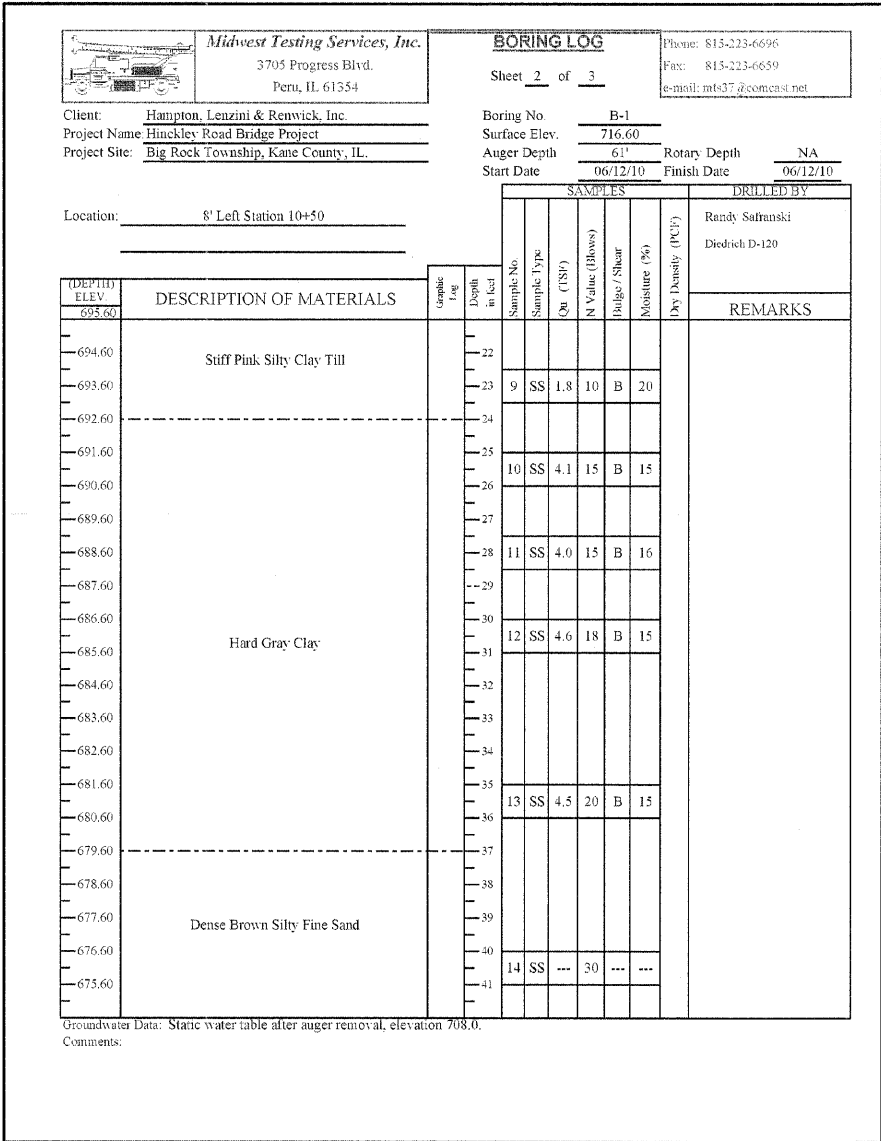 Midwest Testing Services, Inc.
3705 Progress Blvd.
Peru, IL 61354
BORING LOG
Sheet 2 of 3
Phone: 815-223-6696
Fax: 815-223-6659
e-mail: mts37@comcast.net
Client: Hampton, Lenzini & Renwick, Inc.
Project Name: Hinckley Road Bridge Project
Project Site: Big Rock Township, Kane County, IL.
Boring No. B-1
Surface Elev. 716.60
Auger Depth 61' Rotary Depth NA
Start Date 06/12/10 Finish Date 06/12/10
Location: 8' Left Station 10+50
SAMPLES
DRILLED BY
Randy Safranski
Diedrich D-120
(DEPTH)
ELEV.
695.60
DESCRIPTION OF MATERIALS
Graphic Log
Depth in feet
Sample No.
Sample Type
Qu (TSF)
N Value (Blows)
Bulge / Shear
Moisture (%)
Dry Density (PCF)
REMARKS
694.60 22
Stiff Pink Silty Clay Till
693.60 23 9 SS 1.8 10 B 20
692.60 24
691.60 25
10 SS 4.1 15 B 15
690.60 26
689.60 27
688.60 28 11 SS 4.0 15 B 16
687.60 29
686.60 30
12 SS 4.6 18 B 15
Hard Gray Clay
685.60 31
684.60 32
683.60 33
682.60 34
681.60 35
13 SS 4.5 20 B 15
680.60 36
679.60 37
678.60 38
677.60 39
Dense Brown Silty Fine Sand
676.60 40
14 SS --- 30 --- ---
675.60 41
Groundwater Data: Static water table after auger removal, elevation 708.0.
Comments: